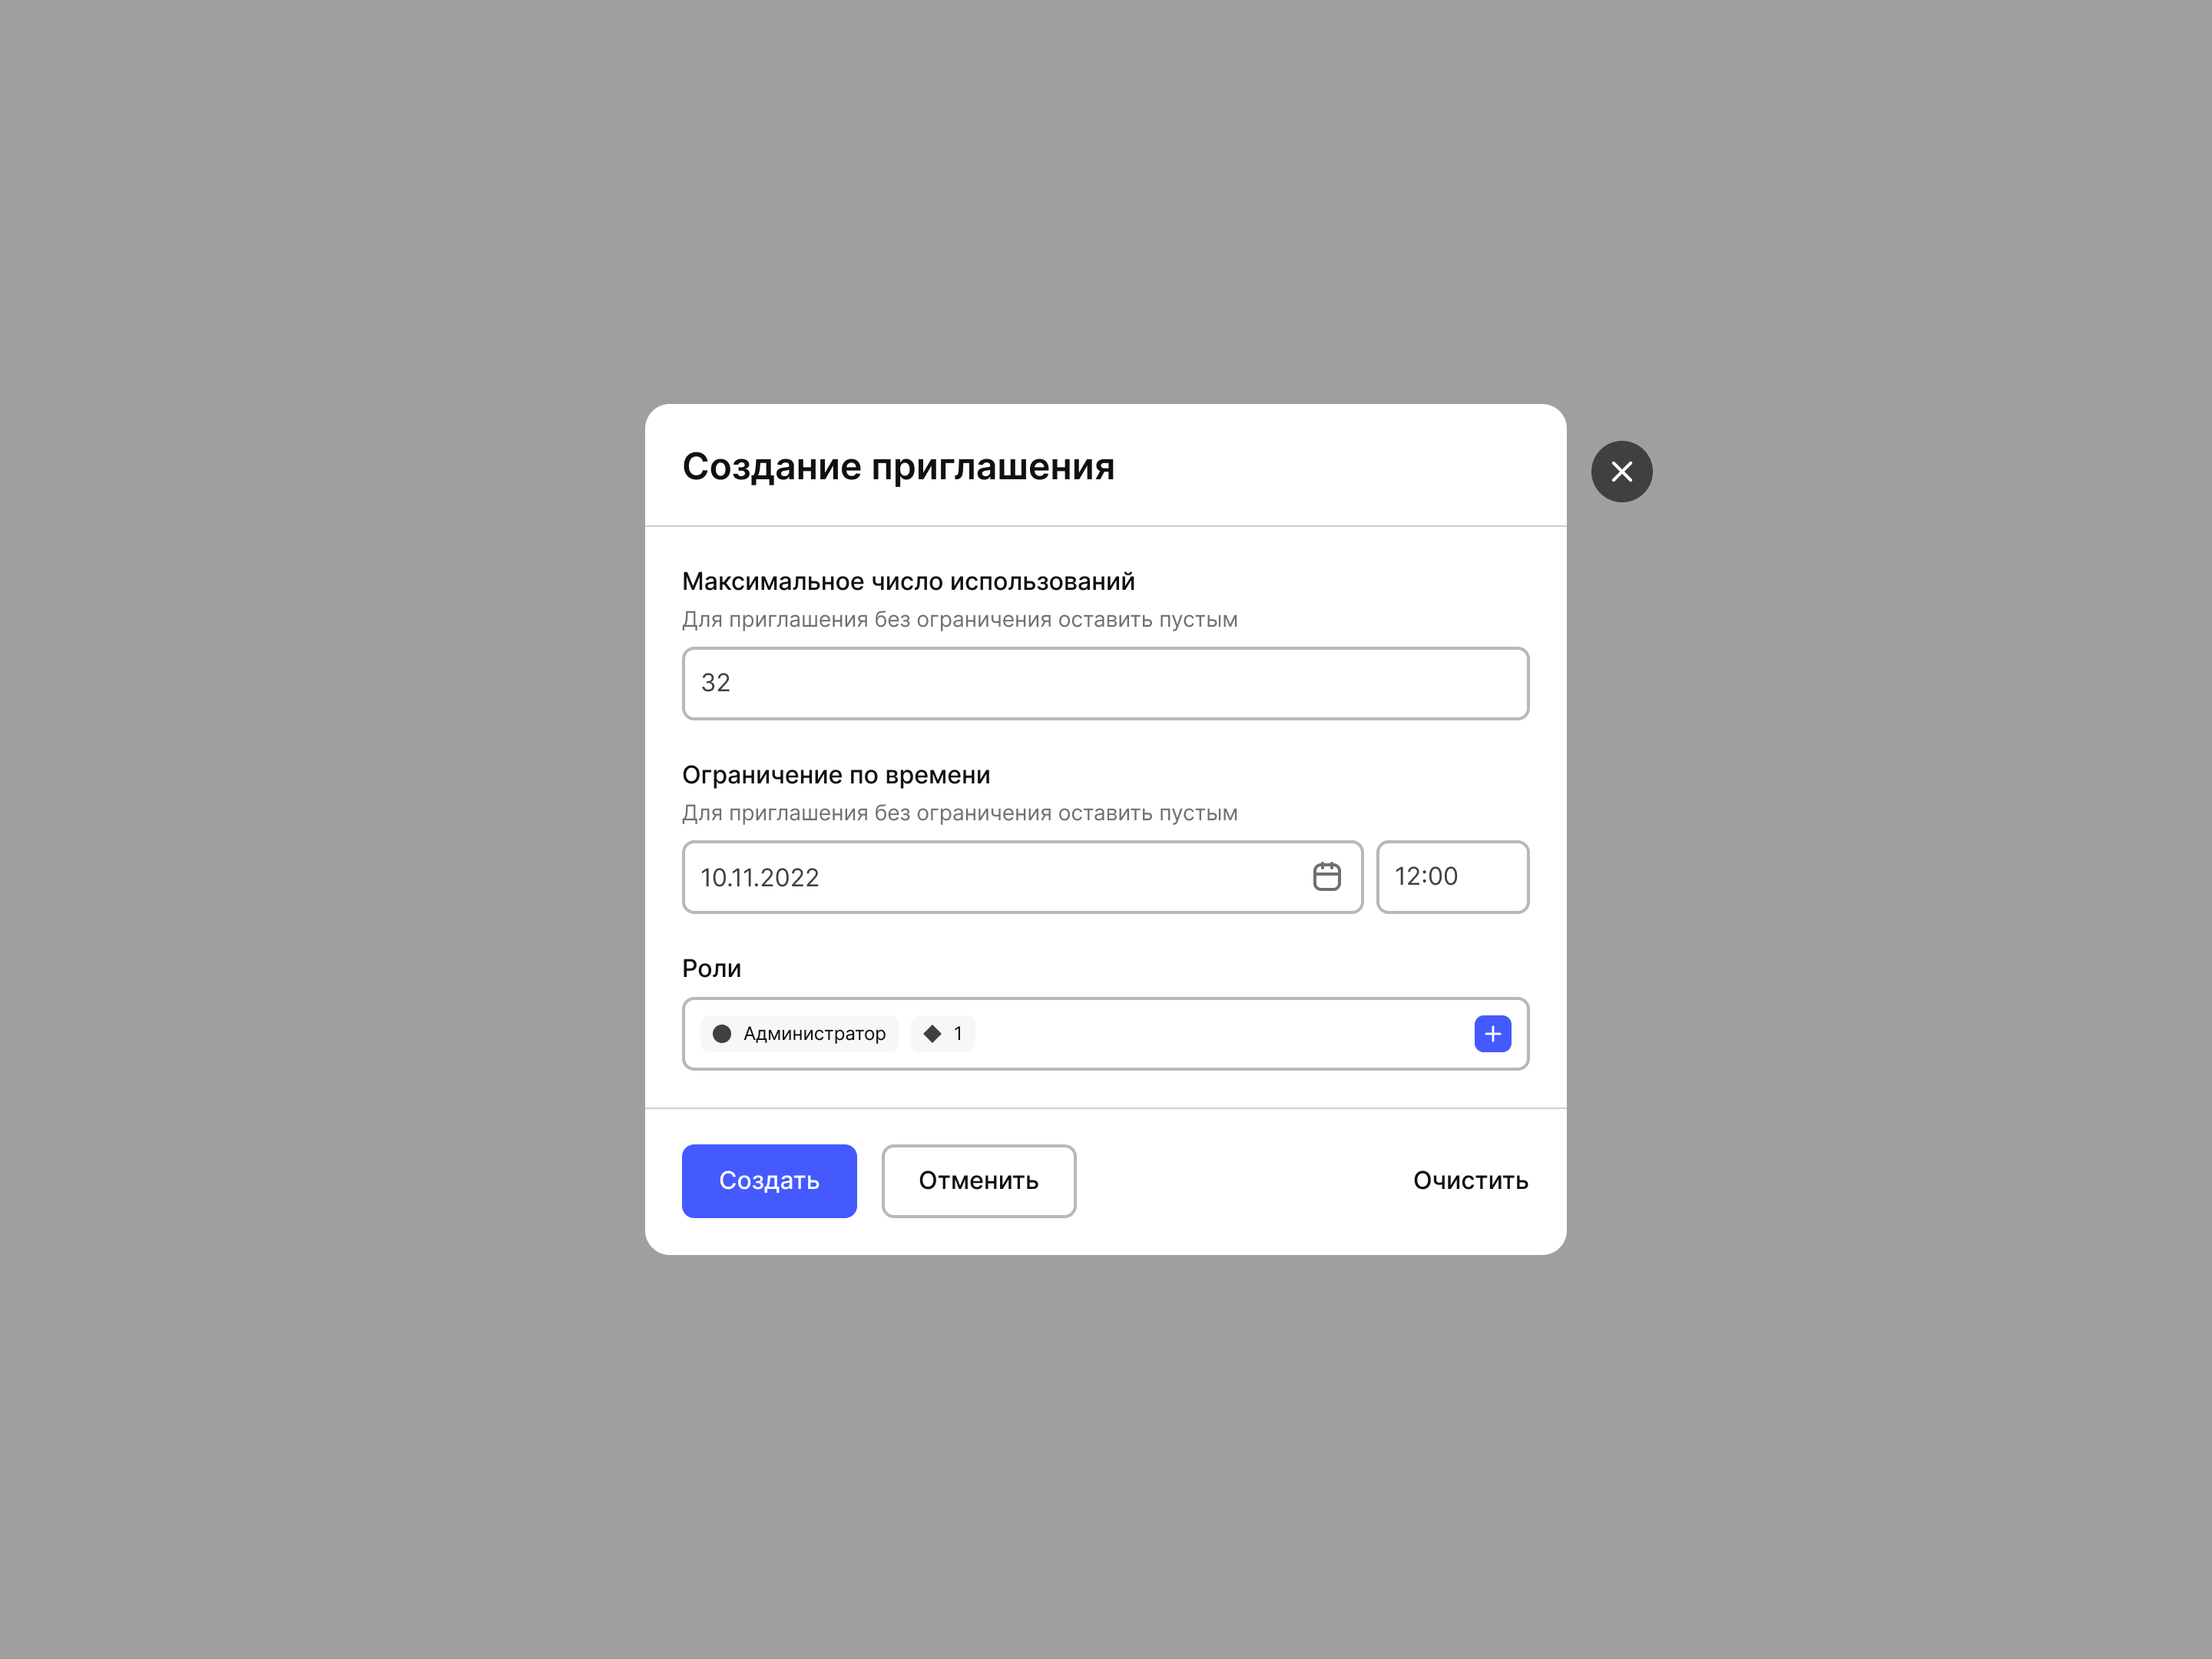 Создание приглашения
Максимальное число использований
Для приглашения без ограничения оставить пустым
32
Ограничение по времени
Для приглашения без ограничения оставить пустым
10.11.2022 12:00
Роли
Администратор 1
Создать Отменить Очистить